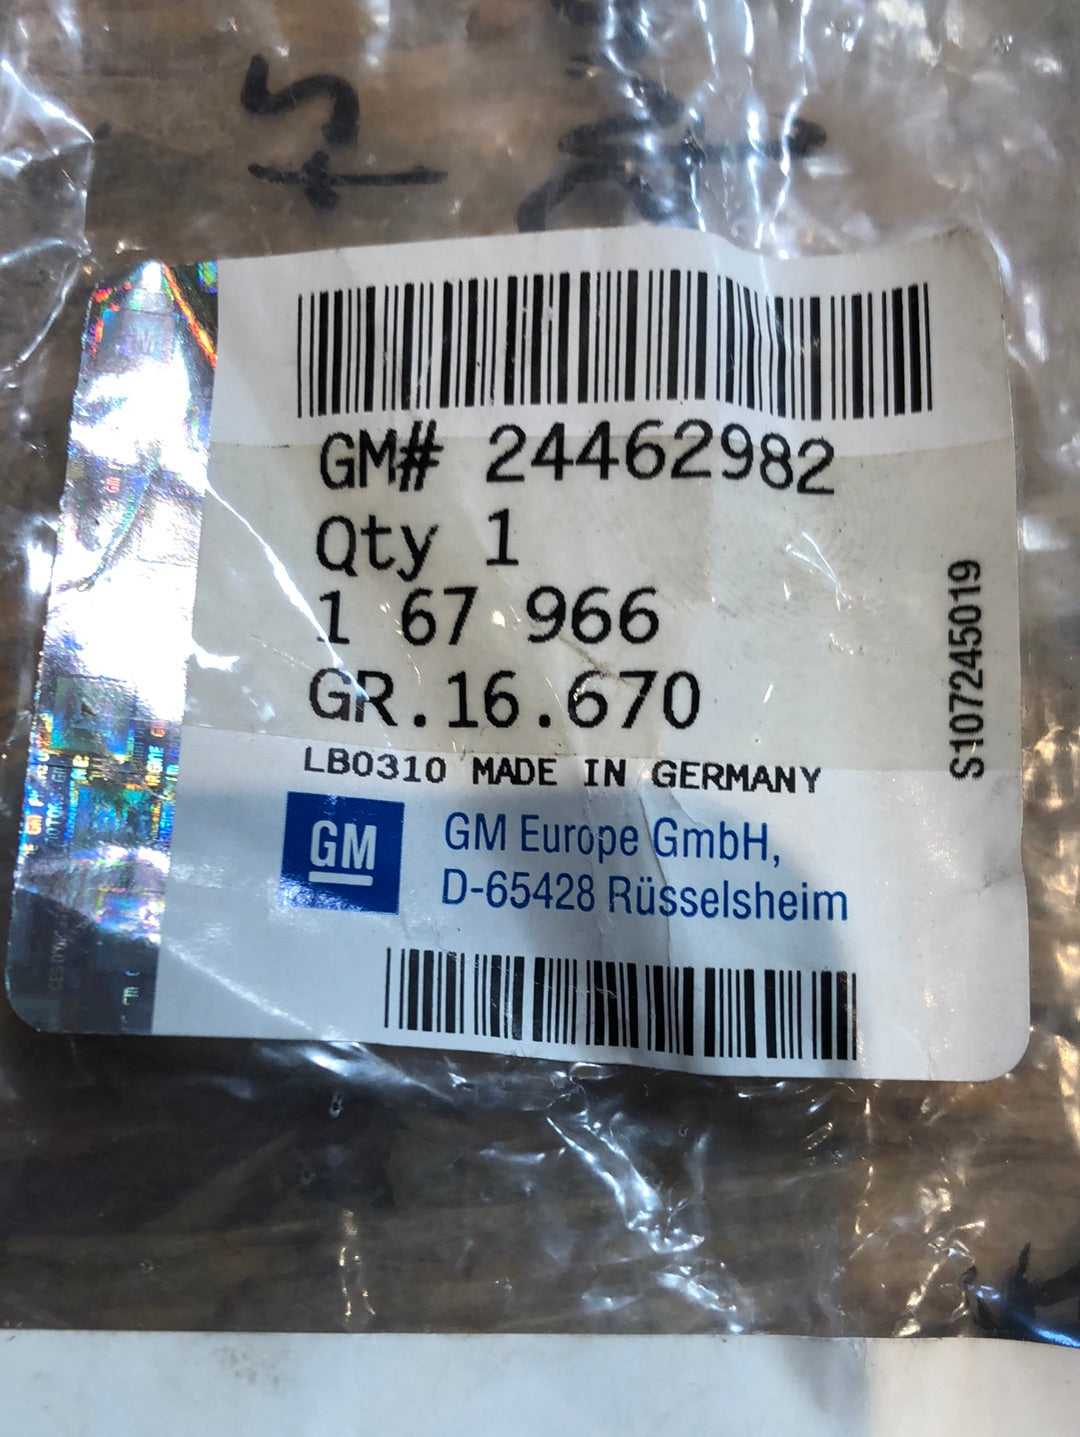 GM# 24462982
Qty 1
1 67 966
GR.16.670
LB0310 MADE IN GERMANY
GM
GM Europe GmbH,
D-65428 Rüsselsheim
S107245019